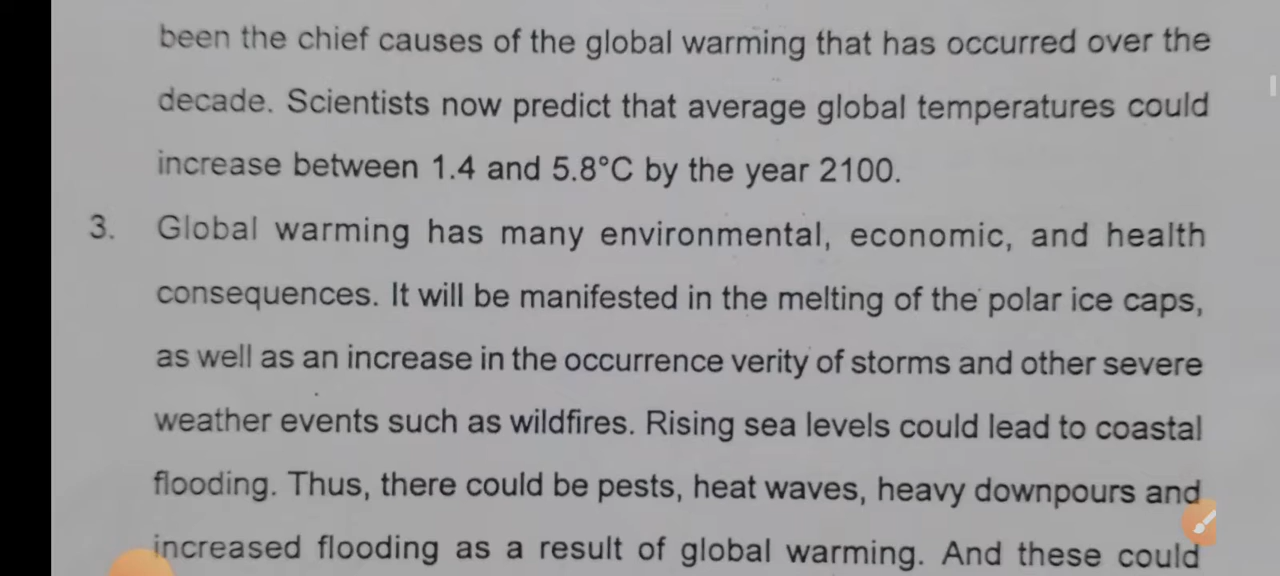 been the chief causes of the global warming that has occurred over the
decade. Scientists now predict that average global temperatures could
increase between 1.4 and 5.8°C by the year 2100.
3. Global warming has many environmental, economic, and health
consequences. It will be manifested in the melting of the polar ice caps,
as well as an increase in the occurrence verity of storms and other severe
weather events such as wildfires. Rising sea levels could lead to coastal
flooding. Thus, there could be pests, heat waves, heavy downpours and
increased flooding as a result of global warming. And these could